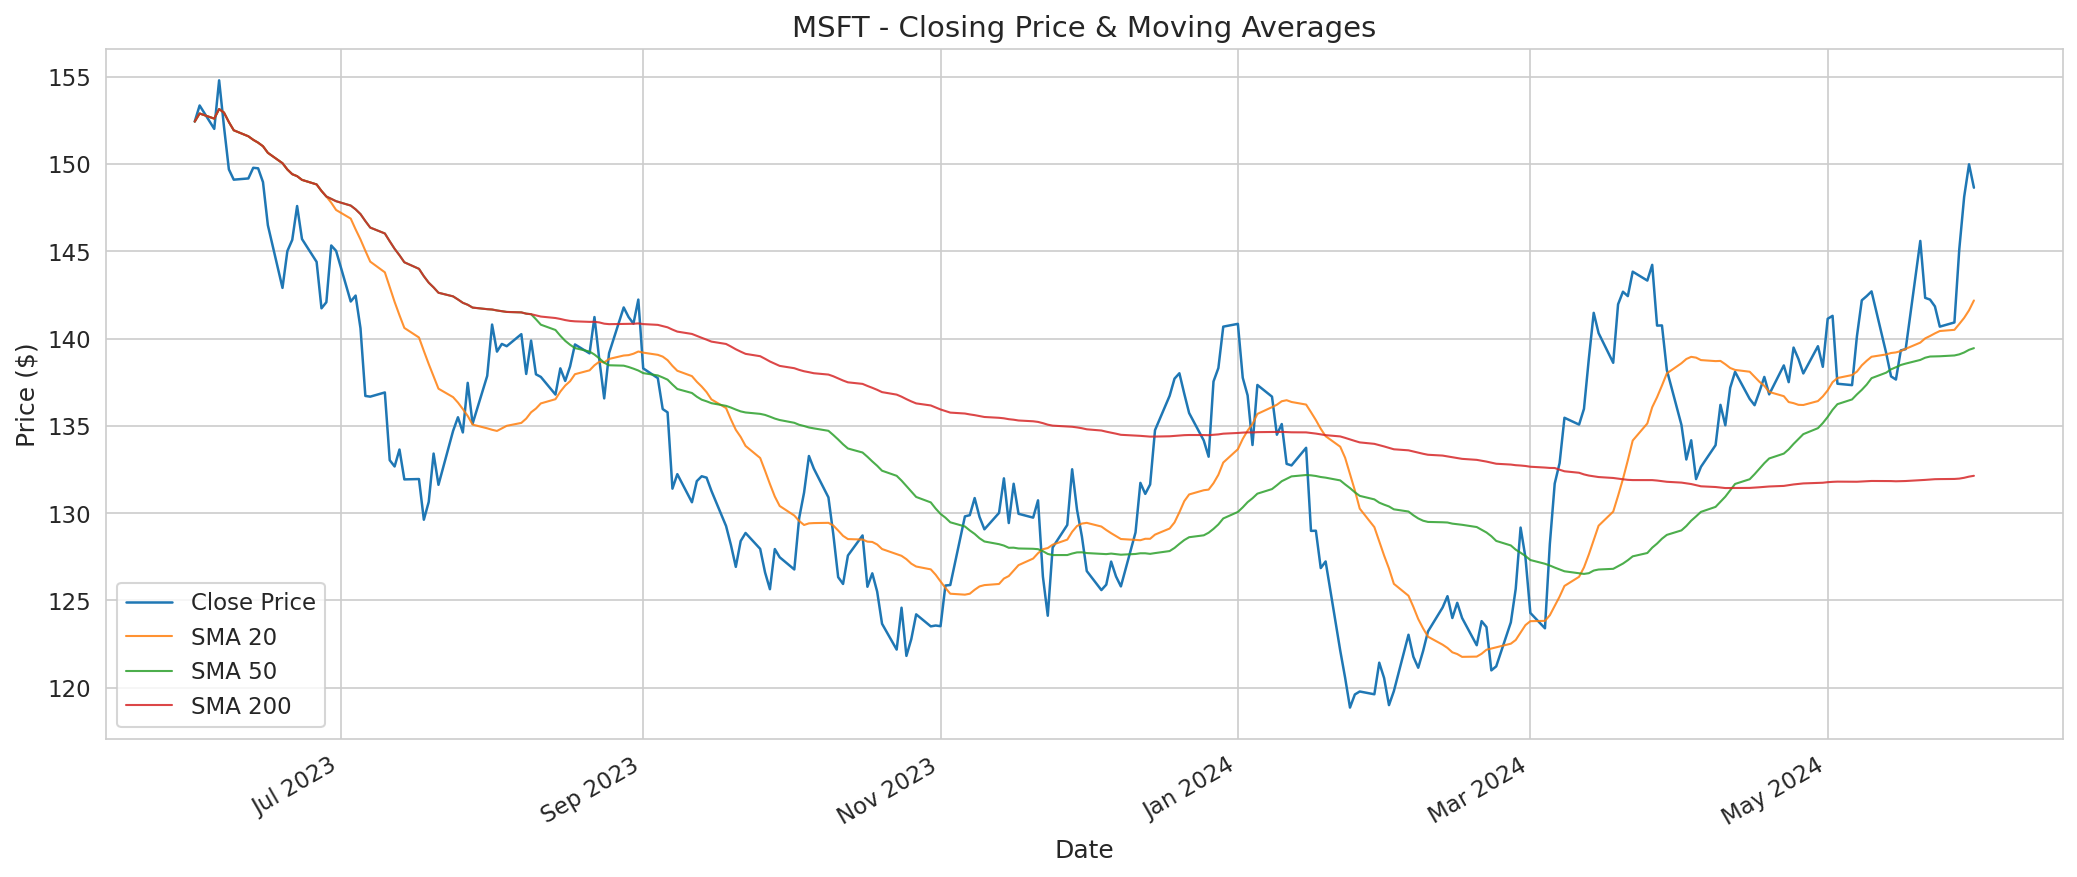 MSFT - Closing Price & Moving Averages
155
150
145
140
135
130
125
120
Price ($)
Close Price
SMA 20
SMA 50
SMA 200
Jul 2023
Sep 2023
Nov 2023
Jan 2024
Mar 2024
May 2024
Date